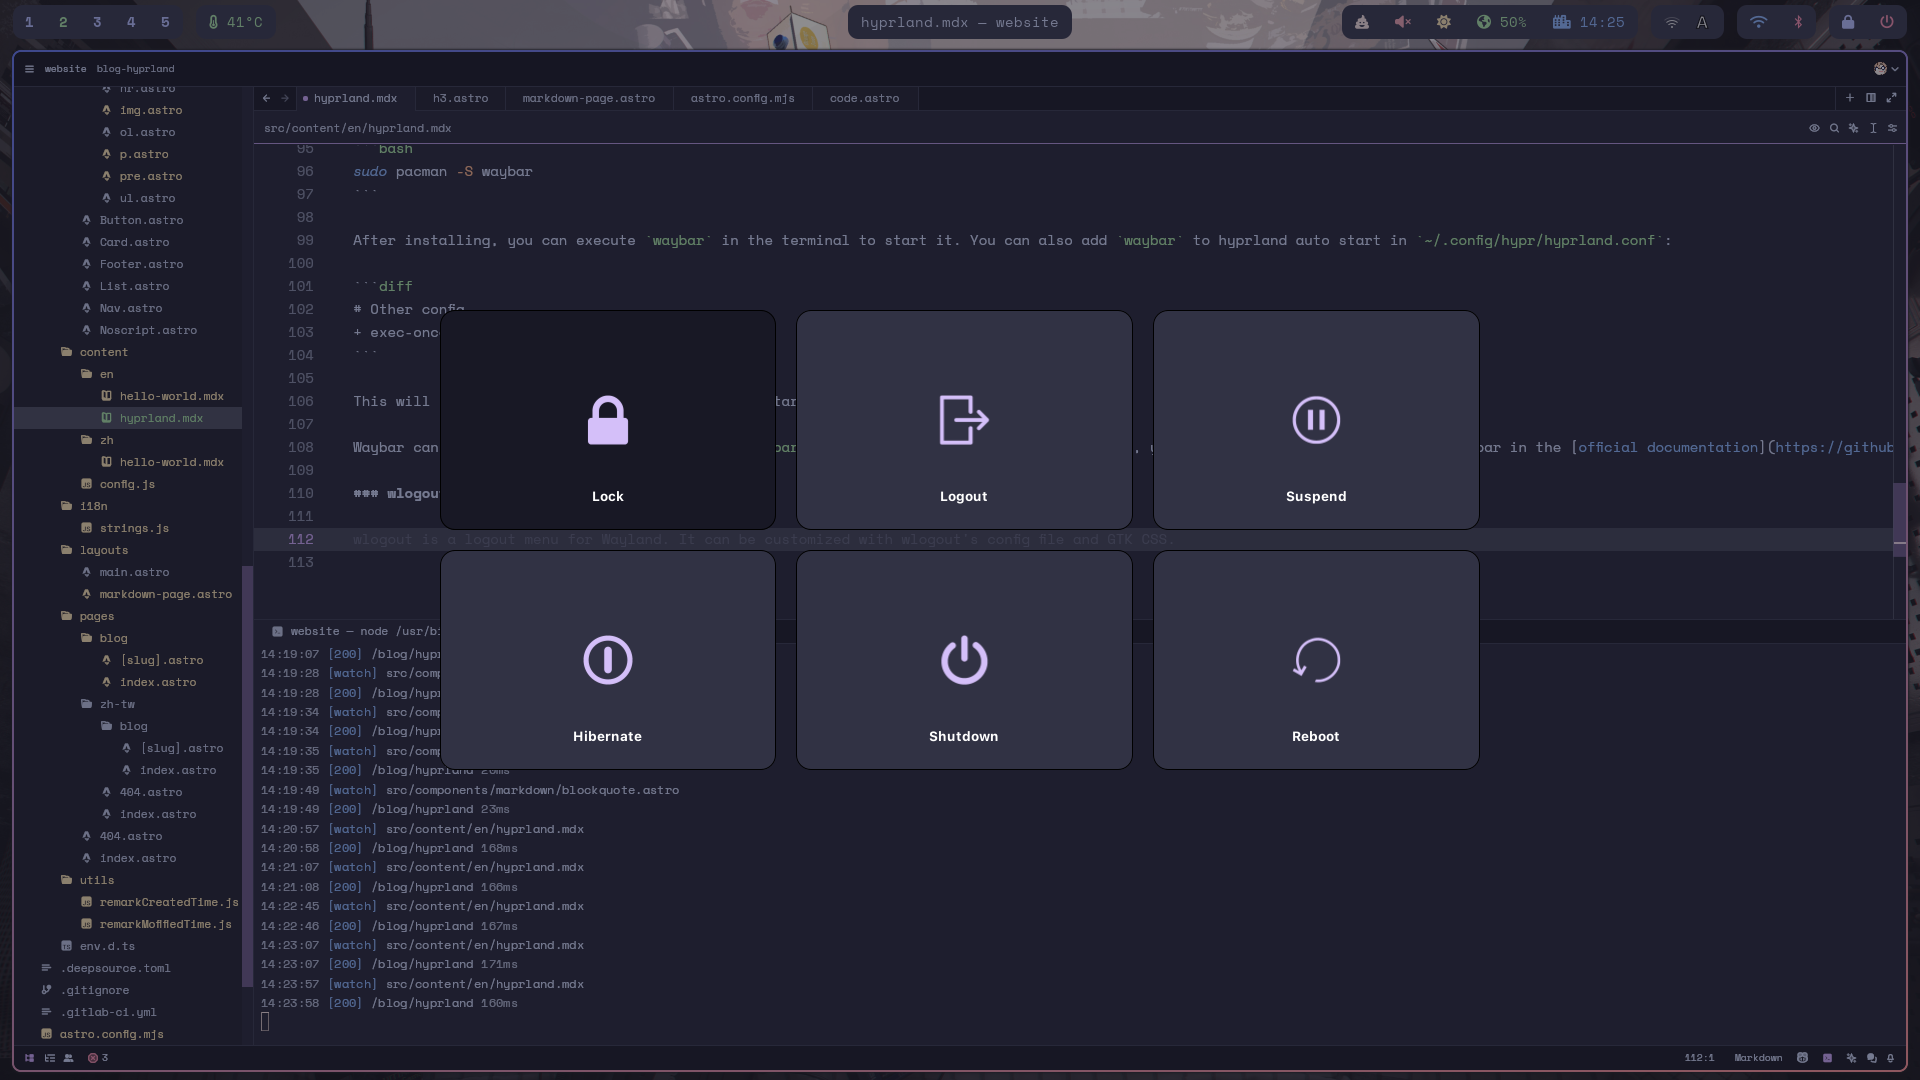 1 2 3 4 5 41°C hyprland.mdx — website 50% 14:25 A
website blog-hyprland
hr.astro
img.astro
ol.astro
p.astro
pre.astro
ul.astro
Button.astro
Card.astro
Footer.astro
List.astro
Nav.astro
Noscript.astro
content
en
hello-world.mdx
hyprland.mdx
zh
hello-world.mdx
config.js
i18n
strings.js
layouts
main.astro
markdown-page.astro
pages
blog
[slug].astro
index.astro
zh-tw
blog
[slug].astro
index.astro
404.astro
index.astro
404.astro
index.astro
utils
remarkCreatedTime.js
remarkMoffiedTime.js
env.d.ts
.deepsource.toml
.gitignore
.gitlab-ci.yml
astro.config.mjs
hyprland.mdx h3.astro markdown-page.astro astro.config.mjs code.astro
src/content/en/hyprland.mdx
95 ```bash
96 sudo pacman -S waybar
97 ```
98
99 After installing, you can execute `waybar` in the terminal to start it. You can also add `waybar` to hyprland auto start in `~/.config/hypr/hyprland.conf`:
100
101 ```diff
102 # Other config
103 + exec-onc
104 ```
105
106 This will tar
107
108 Waybar can bar , bar in the [official documentation](https://github
109
110 ### wlogou
111
112 wlogout is a logout menu for Wayland. It can be customized with wlogout's config file and GTK CSS.
113
Lock
Logout
Suspend
Hibernate
Shutdown
Reboot
website — node /usr/bi
14:19:07 [200] /blog/hypr
14:19:28 [watch] src/comp
14:19:28 [200] /blog/hypr
14:19:34 [watch] src/comp
14:19:34 [200] /blog/hypr
14:19:35 [watch] src/comp
14:19:35 [200] /blog/hyprland 20ms
14:19:49 [watch] src/components/markdown/blockquote.astro
14:19:49 [200] /blog/hyprland 23ms
14:20:57 [watch] src/content/en/hyprland.mdx
14:20:58 [200] /blog/hyprland 168ms
14:21:07 [watch] src/content/en/hyprland.mdx
14:21:08 [200] /blog/hyprland 166ms
14:22:45 [watch] src/content/en/hyprland.mdx
14:22:46 [200] /blog/hyprland 167ms
14:23:07 [watch] src/content/en/hyprland.mdx
14:23:07 [200] /blog/hyprland 171ms
14:23:57 [watch] src/content/en/hyprland.mdx
14:23:58 [200] /blog/hyprland 160ms
3 112:1 Markdown